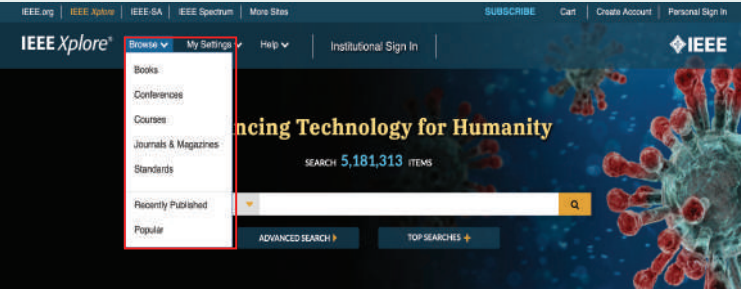 IEEE.org IEEE Xplore IEEE-SA IEEE Spectrum More Sites SUBSCRIBE Cart Create Account Personal Sign In
IEEE Xplore® Browse My Settings Help Institutional Sign In IEEE
Books
Conferences
Courses
Journals & Magazines
Standards
Recently Published
Popular
ncing Technology for Humanity
SEARCH 5,181,313 ITEMS
ADVANCED SEARCH TOP SEARCHES +